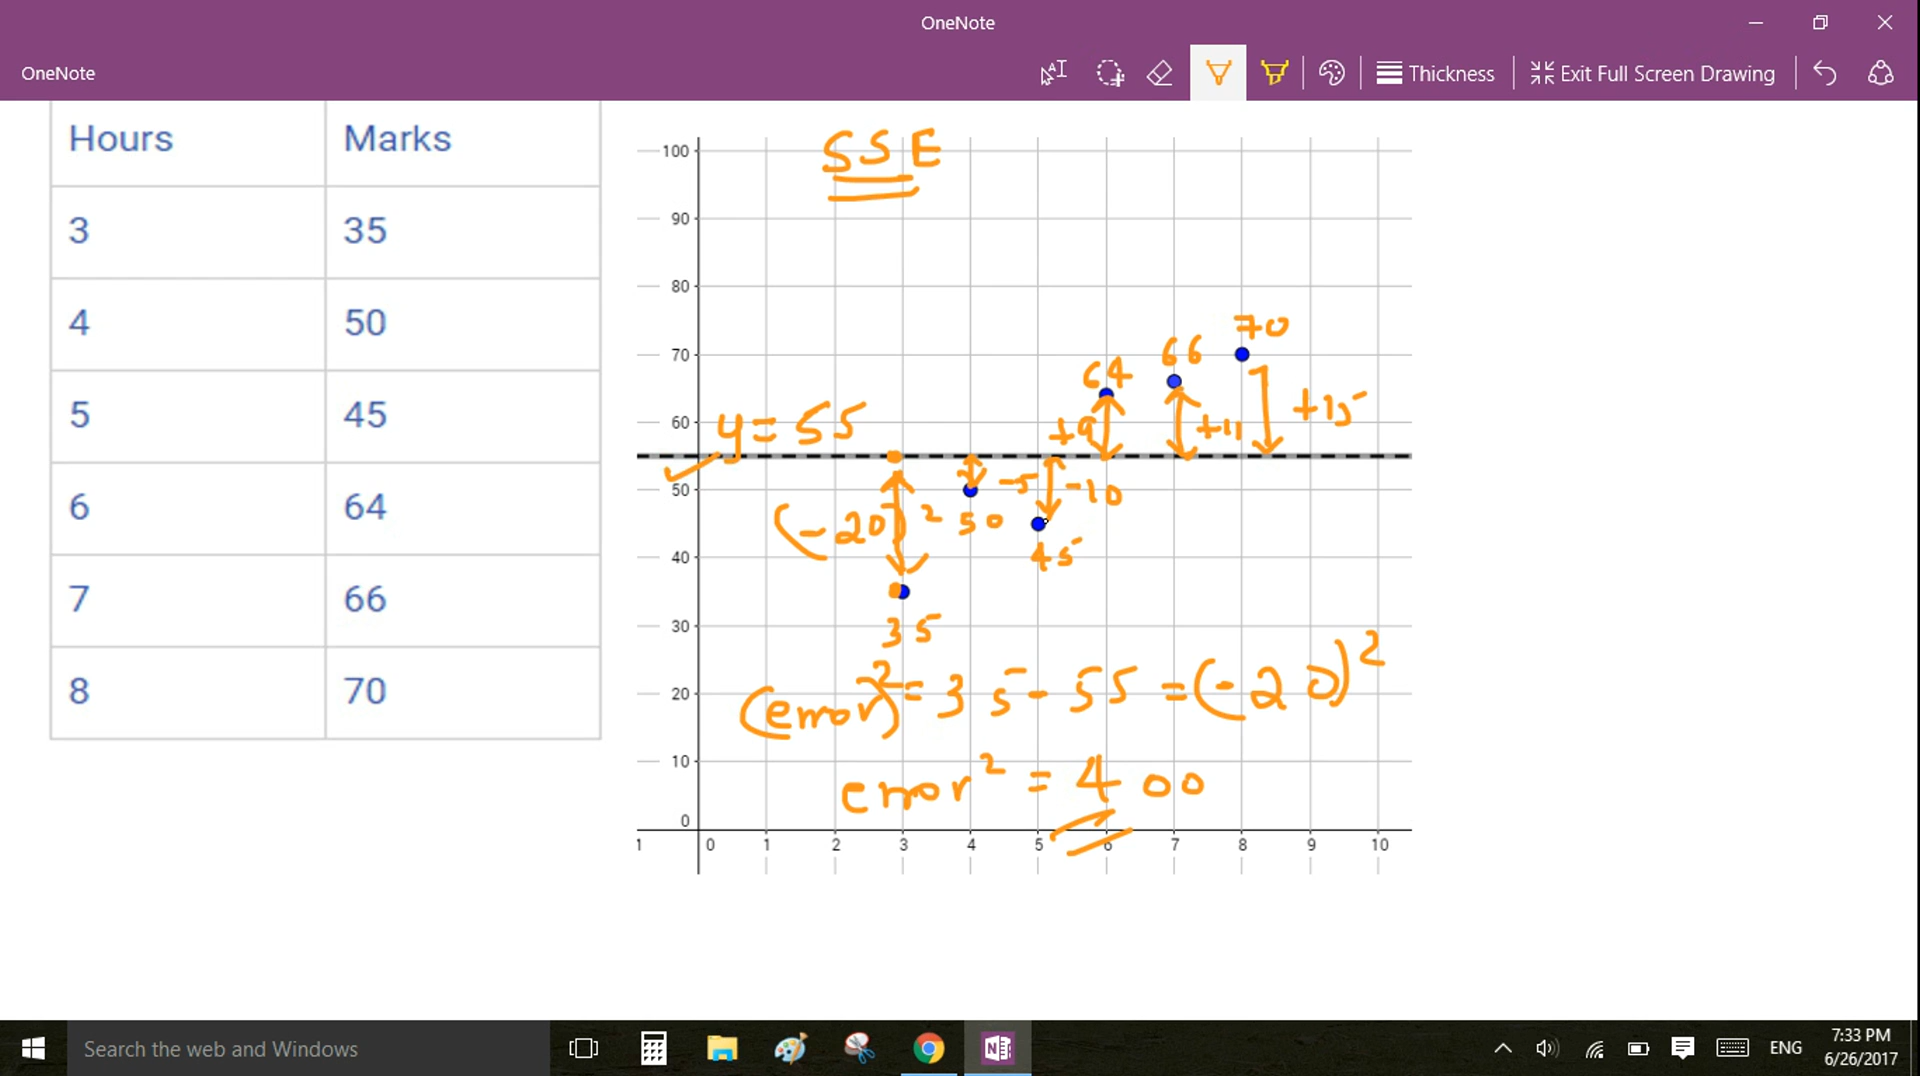 OneNote
OneNote
Thickness
Exit Full Screen Drawing
Hours Marks
3 35
4 50
5 45
6 64
7 66
8 70
SSE
100
90
80
70
60
50
40
30
20
10
0
1 0 1 2 3 4 5 6 7 8 9 10
70
66
64
+15
+11
+9
y = 55
-5
-10
(-20)²
50
45
35
(error)² = 35 - 55 = (-20)²
error² = 400
Search the web and Windows
ENG
7:33 PM
6/26/2017